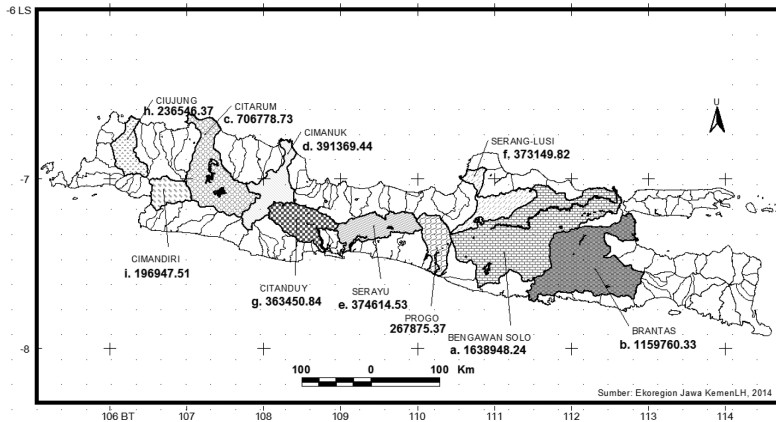 -6 LS
CIUJUNG
h. 236546.37
CITARUM
c. 706778.73
CIMANUK
d. 391369.44
SERANG-LUSI
f. 373149.82
U
-7
CIMANDIRI
i. 196947.51
CITANDUY
g. 363450.84
SERAYU
e. 374614.53
PROGO
267875.37
BENGAWAN SOLO
a. 1638948.24
BRANTAS
b. 1159760.33
-8
100 0 100 Km
Sumber: Ekoregion Jawa KemenLH, 2014
106 BT 107 108 109 110 111 112 113 114